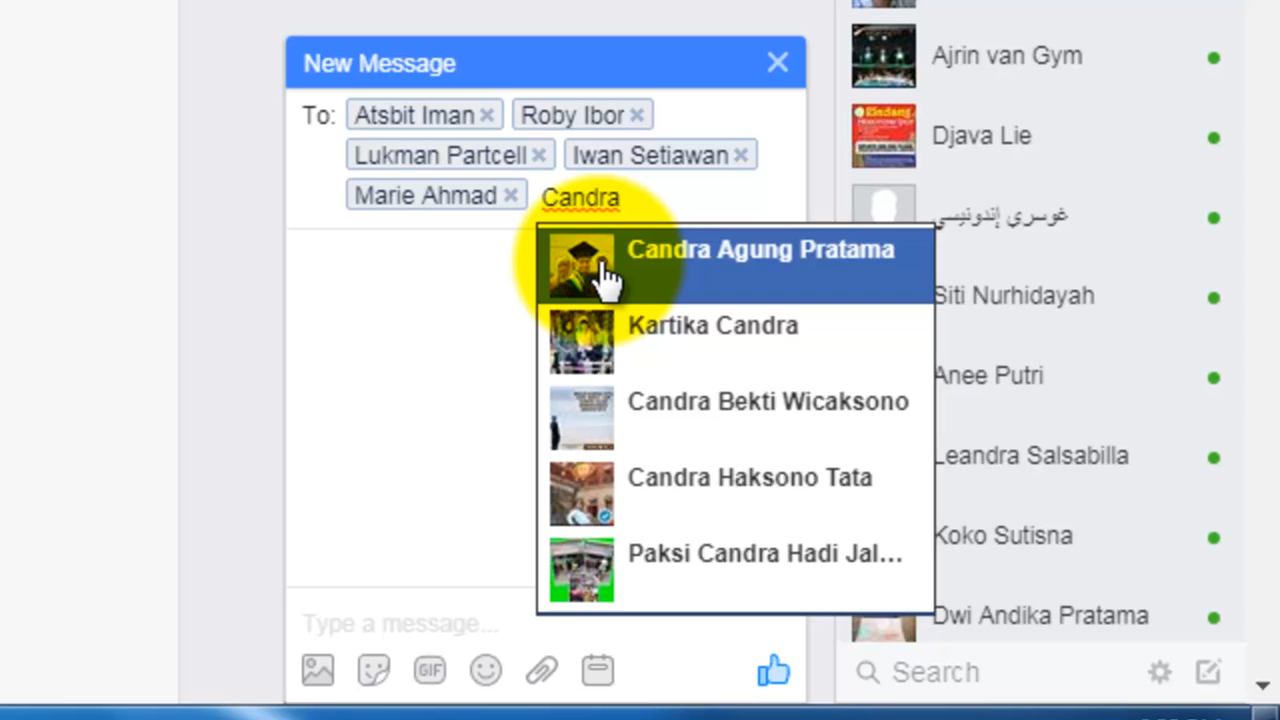 New Message
To: Atsbit Iman Roby Ibor
Lukman Partcell Iwan Setiawan
Marie Ahmad Candra
Candra Agung Pratama
Kartika Candra
Candra Bekti Wicaksono
Candra Haksono Tata
Paksi Candra Hadi Jal...
Type a message...
GIF
Ajrin van Gym
Djava Lie
غوسري إندونيسي
Siti Nurhidayah
Anee Putri
Leandra Salsabilla
Koko Sutisna
Dwi Andika Pratama
Search